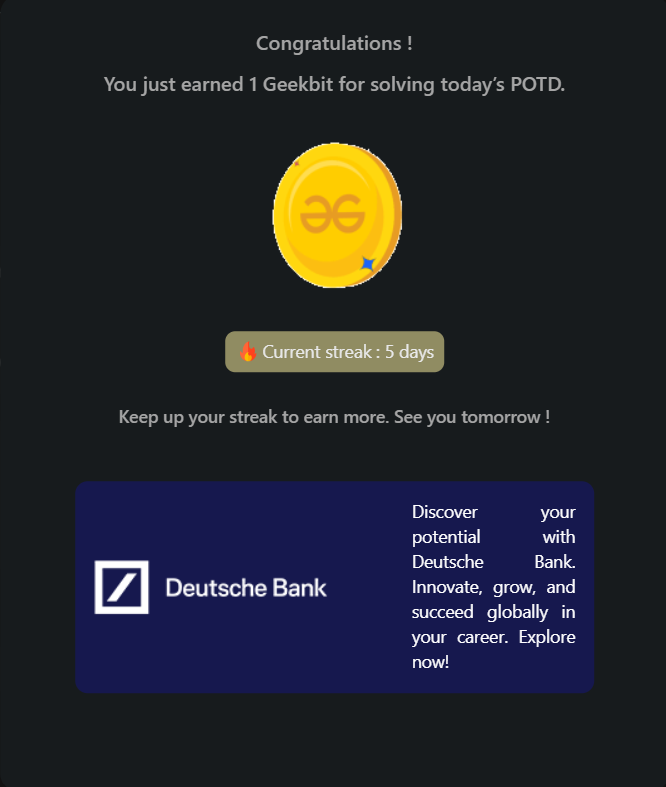 Congratulations !
You just earned 1 Geekbit for solving today’s POTD.
Current streak : 5 days
Keep up your streak to earn more. See you tomorrow !
Deutsche Bank
Discover your
potential with
Deutsche Bank.
Innovate, grow, and
succeed globally in
your career. Explore
now!